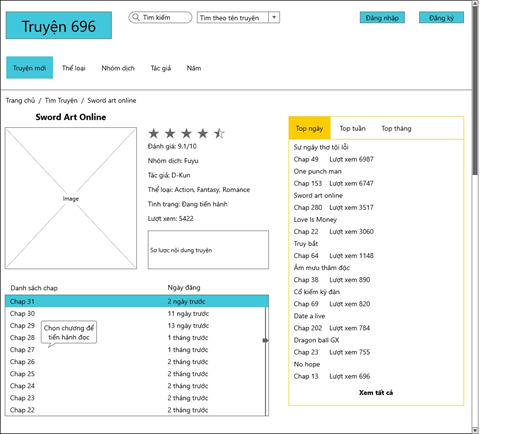 Truyện 696
Tìm kiếm
Tìm theo tên truyện
Đăng nhập
Đăng ký
Truyện mới
Thể loại
Nhóm dịch
Tác giả
Năm
Trang chủ / Tìm Truyện / Sword art online
Sword Art Online
Image
Đánh giá: 9.1/10
Nhóm dịch: Fuyu
Tác giả: D-Kun
Thể loại: Action, Fantasy, Romance
Tình trạng: Đang tiến hành
Lượt xem: 5422
Sơ lược nội dung truyện
Danh sách chap Ngày đăng
Chap 31 2 ngày trước
Chap 30 11 ngày trước
Chap 29 13 ngày trước
Chap 28 1 tháng trước
Chap 27 1 tháng trước
Chap 26 2 tháng trước
Chap 25 2 tháng trước
Chap 24 2 tháng trước
Chap 23 2 tháng trước
Chap 22 2 tháng trước
Chọn chương để
tiến hành đọc
Top ngày Top tuần Top tháng
Sự ngây thơ tội lỗi
Chap 49 Lượt xem 6987
One punch man
Chap 153 Lượt xem 6747
Sword art online
Chap 280 Lượt xem 3517
Love Is Money
Chap 22 Lượt xem 3060
Truy bắt
Chap 64 Lượt xem 1148
Âm mưu thâm độc
Chap 38 Lượt xem 890
Cổ kiếm kỳ đàn
Chap 69 Lượt xem 820
Date a live
Chap 202 Lượt xem 784
Dragon ball GX
Chap 23 Lượt xem 755
No hope
Chap 13 Lượt xem 696
Xem tất cả